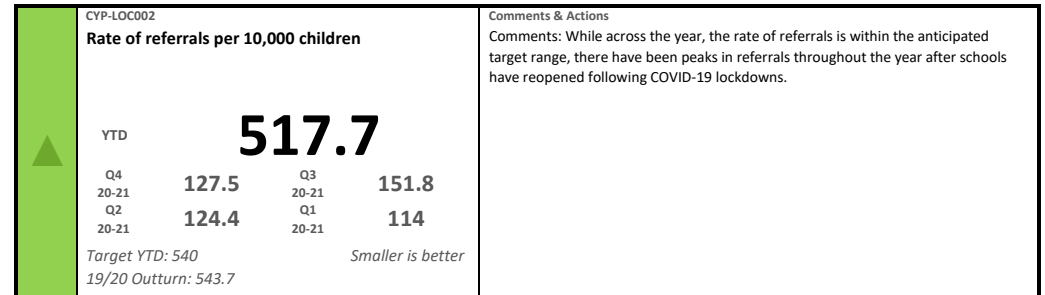 CYP-LOC002
Rate of referrals per 10,000 children
YTD 517.7
Q4 20-21 127.5 Q3 20-21 151.8
Q2 20-21 124.4 Q1 20-21 114
Target YTD: 540 Smaller is better
19/20 Outturn: 543.7
Comments & Actions
Comments: While across the year, the rate of referrals is within the anticipated
target range, there have been peaks in referrals throughout the year after schools
have reopened following COVID-19 lockdowns.